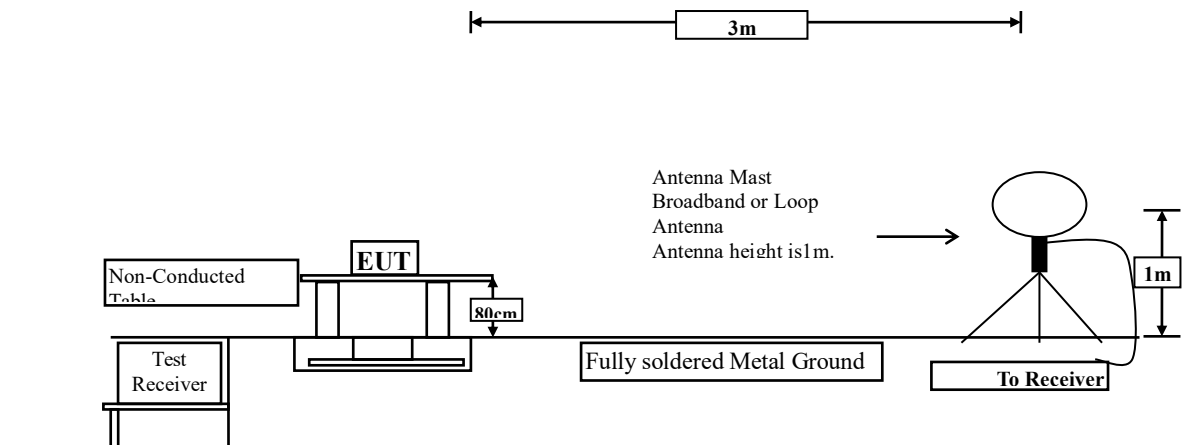 3m
Antenna Mast
Broadband or Loop
Antenna
Antenna height is1m.
EUT
Non-Conducted
Table
80cm
1m
Test
Receiver
Fully soldered Metal Ground
To Receiver